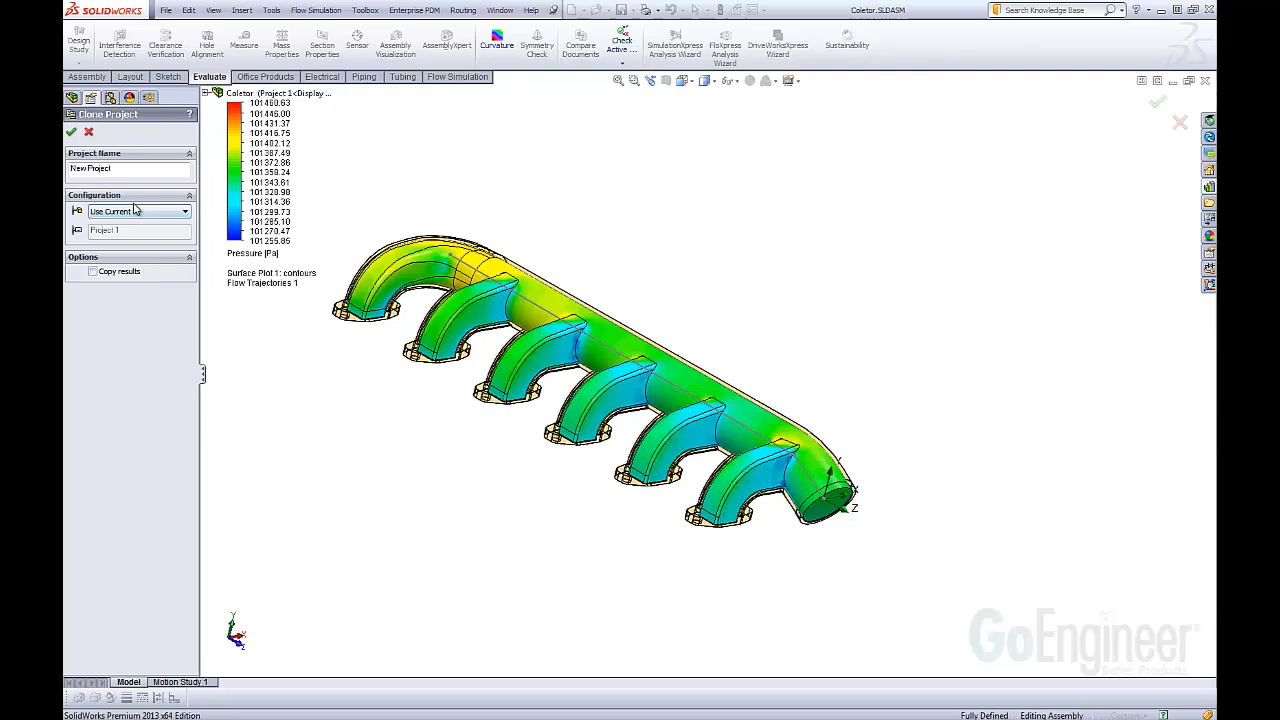 SOLIDWORKS
File Edit View Insert Tools Flow Simulation Toolbox Enterprise PDM Routing Window Help
Coletor.SLDASM
Search Knowledge Base
Design Study
Interference Detection
Clearance Verification
Hole Alignment
Measure
Mass Properties
Section Properties
Sensor
Assembly Visualization
AssemblyXpert
Curvature
Symmetry Check
Check Active ...
Compare Documents
SimulationXpress Analysis Wizard
FloXpress Analysis Wizard
DriveWorksXpress Wizard
Sustainability
Assembly Layout Sketch Evaluate Office Products Electrical Piping Tubing Flow Simulation
Coletor (Project 1<Display ...
Clone Project ?
Project Name
New Project
Configuration
Use Current
Project 1
Options
Copy results
101460.63
101446.00
101431.37
101416.75
101402.12
101387.49
101372.86
101358.24
101343.61
101328.98
101314.36
101299.73
101285.10
101270.47
101255.85
Pressure [Pa]
Surface Plot 1: contours
Flow Trajectories 1
Y
X
Z
Y
X
Z
GoEngineer
Better Products
Model Motion Study 1
SolidWorks Premium 2013 x64 Edition
Fully Defined
Editing Assembly
Custom